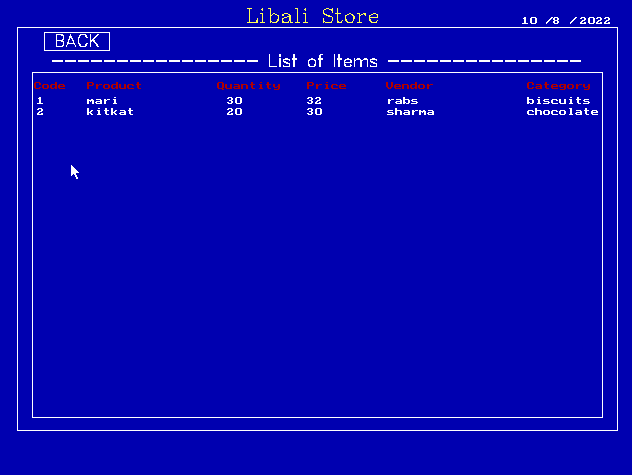 Libali Store
10 /8 /2022
BACK
---------------- List of Items ---------------
Code Product Quantity Price Vendor Category
1 mari 30 32 rabs biscuits
2 kitkat 20 30 sharma chocolate